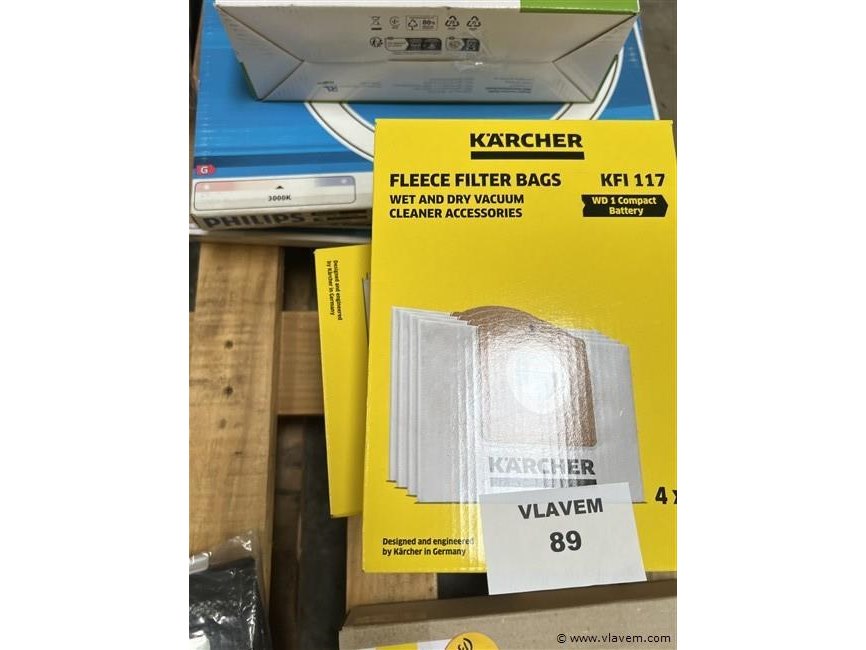 80%
G
3000K
PHILIPS
KÄRCHER
FLEECE FILTER BAGS
KFI 117
WET AND DRY VACUUM
CLEANER ACCESSORIES
WD 1 Compact
Battery
Designed and engineered
by Kärcher in Germany
KÄRCHER
4x
VLAVEM
89
Designed and engineered
by Kärcher in Germany
© www.vlavem.com